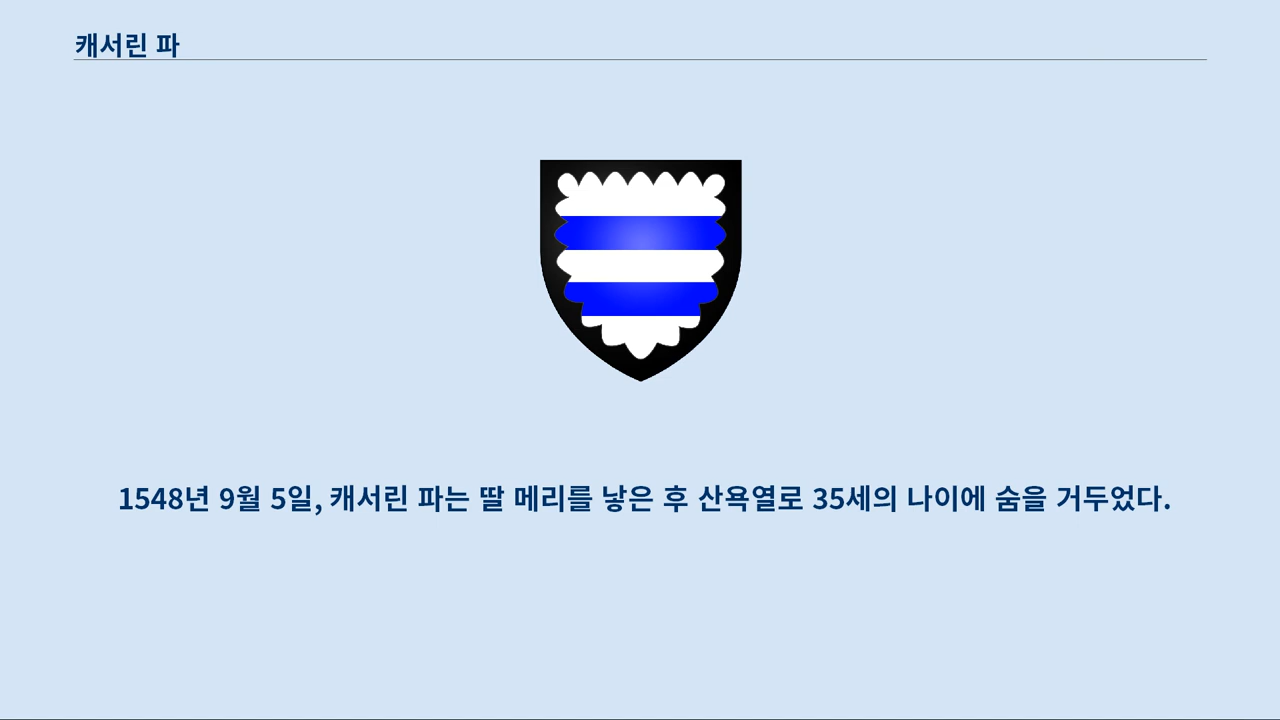 캐서린 파
1548년 9월 5일, 캐서린 파는 딸 메리를 낳은 후 산욕열로 35세의 나이에 숨을 거두었다.